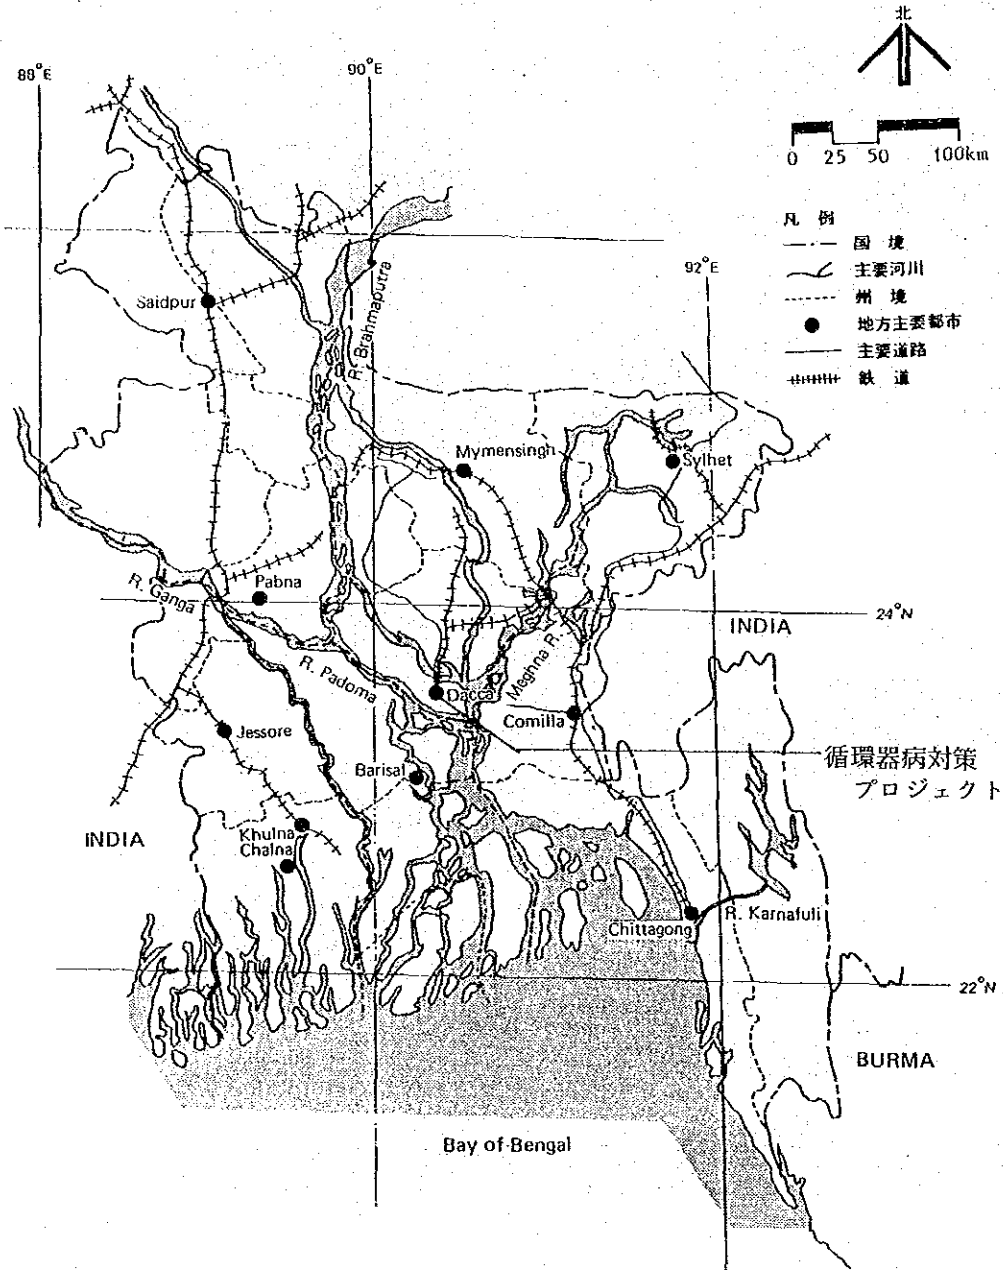 北
88°E
90°E
0 25 50 100km
凡 例
国 境
主要河川
州 境
地方主要都市
主要道路
鉄 道
92°E
Saidpur
R. Brahmaputra
Mymensingh
Sylhet
R. Ganga
Pabna
24°N
INDIA
R. Padoma
Meghna R.
Dacca
Comilla
Jessore
循環器病対策
プロジェクト
Barisal
INDIA
Khulna
Chalna
Chittagong
R. Karnafuli
22°N
BURMA
Bay of Bengal